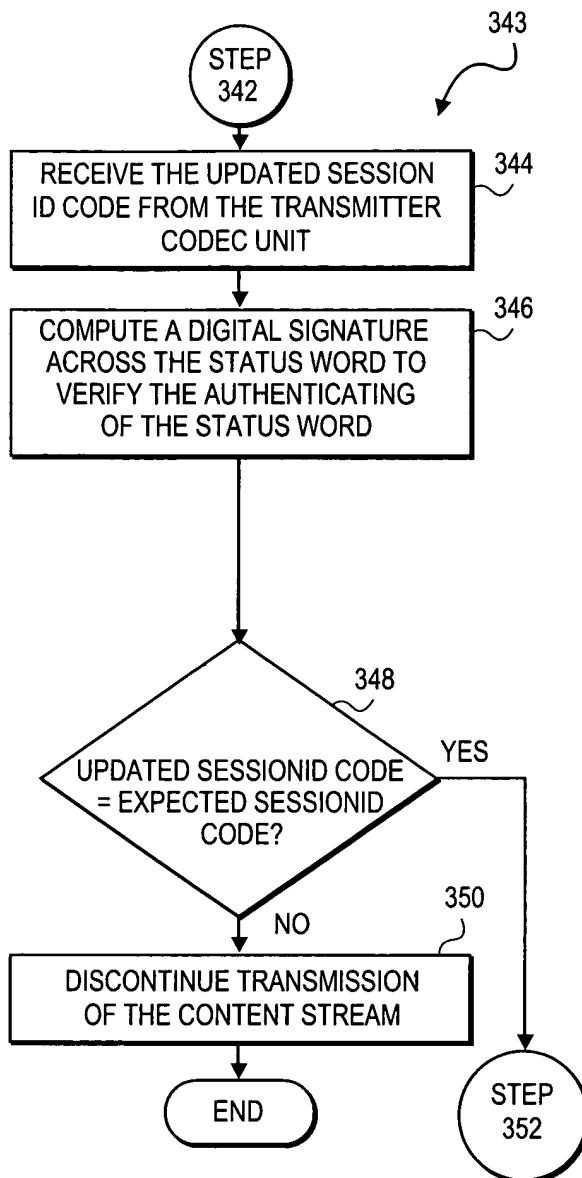 343
STEP
342
344
RECEIVE THE UPDATED SESSION
ID CODE FROM THE TRANSMITTER
CODEC UNIT
346
COMPUTE A DIGITAL SIGNATURE
ACROSS THE STATUS WORD TO
VERIFY THE AUTHENTICATING
OF THE STATUS WORD
348
UPDATED SESSIONID CODE
= EXPECTED SESSIONID
CODE?
YES
NO
350
DISCONTINUE TRANSMISSION
OF THE CONTENT STREAM
END
STEP
352